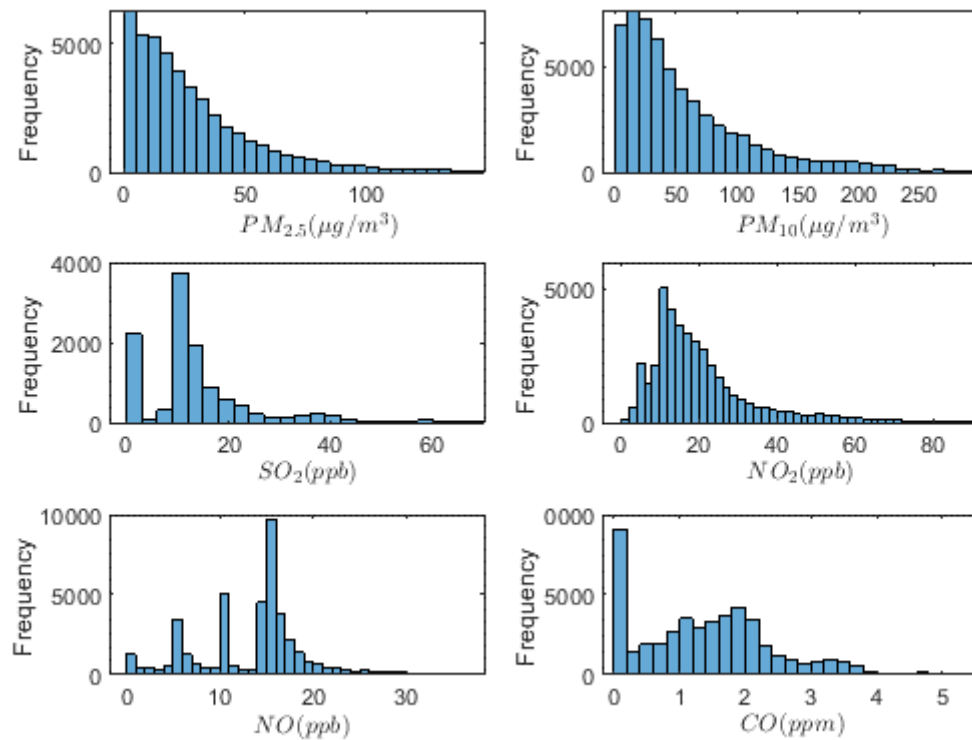 5000
0
Frequency
0 50 100
PM2.5(μg/m³)
5000
0
Frequency
0 50 100 150 200 250
PM10(μg/m³)
4000
2000
0
Frequency
0 20 40 60
SO2(ppb)
5000
0
Frequency
0 20 40 60 80
NO2(ppb)
10000
5000
0
Frequency
0 10 20 30
NO(ppb)
0000
5000
0
Frequency
0 1 2 3 4 5
CO(ppm)